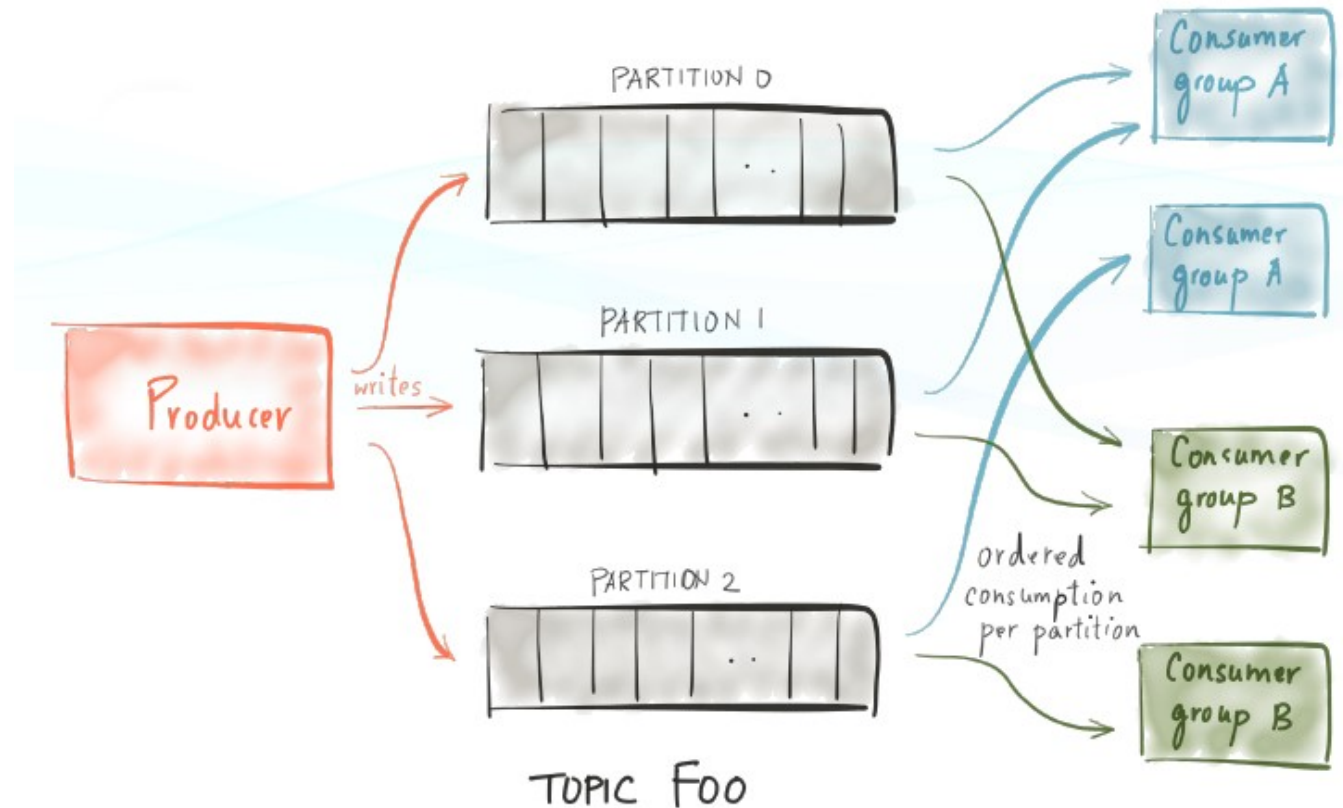 PARTITION 0
Consumer
group A
Consumer
group A
PARTITION 1
Producer
writes
Consumer
group B
ordered
consumption
per partition
PARTITION 2
Consumer
group B
TOPIC FOO